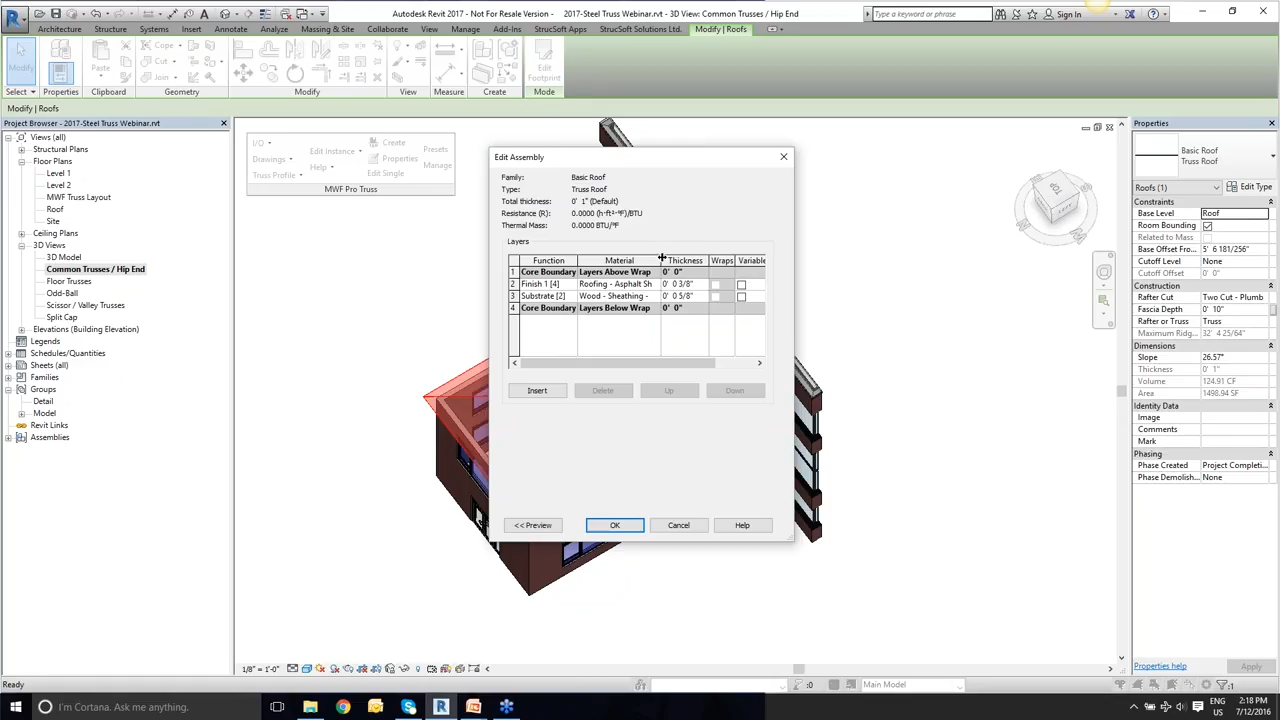 Autodesk Revit 2017 - Not For Resale Version - 2017-Steel Truss Webinar.rvt - 3D View: Common Trusses / Hip End
Type a keyword or phrase
Sign In
Architecture Structure Systems Insert Annotate Analyze Massing & Site Collaborate View Manage Add-Ins StrucSoft Apps StrucSoft Solutions Ltd. Modify | Roofs
Modify
Paste
Cope
Cut
Join
Edit
Footprint
Select Properties Clipboard Geometry Modify View Measure Create Mode
Modify | Roofs
Project Browser - 2017-Steel Truss Webinar.rvt
Views (all)
Structural Plans
Floor Plans
Level 1
Level 2
MWF Truss Layout
Roof
Site
Ceiling Plans
3D Views
3D Model
Common Trusses / Hip End
Floor Trusses
Odd-Ball
Scissor / Valley Trusses
Split Cap
Elevations (Building Elevation)
Legends
Schedules/Quantities
Sheets (all)
Families
Groups
Detail
Model
Revit Links
Assemblies
I/O
Drawings
Truss Profile
Edit Instance
Help
Create
Properties
Edit Single
Presets
Manage
MWF Pro Truss
Edit Assembly
Family: Basic Roof
Type: Truss Roof
Total thickness: 0' 1" (Default)
Resistance (R): 0.0000 (h·ft²·°F)/BTU
Thermal Mass: 0.0000 BTU/°F
Layers
Function Material Thickness Wraps Variable
1 Core Boundary Layers Above Wrap 0' 0"
2 Finish 1 [4] Roofing - Asphalt Sh 0' 0 3/8"
3 Substrate [2] Wood - Sheathing - 0' 0 5/8"
4 Core Boundary Layers Below Wrap 0' 0"
Insert Delete Up Down
<< Preview OK Cancel Help
Properties
Basic Roof
Truss Roof
Roofs (1) Edit Type
Constraints
Base Level Roof
Room Bounding
Related to Mass
Base Offset Fro... 5' 6 181/256"
Cutoff Level None
Cutoff Offset 0' 0"
Construction
Rafter Cut Two Cut - Plumb
Fascia Depth 0' 10"
Rafter or Truss Truss
Maximum Ridg... 32' 4 25/64"
Dimensions
Slope 26.57°
Thickness 0' 1"
Volume 124.91 CF
Area 1498.94 SF
Identity Data
Image
Comments
Mark
Phasing
Phase Created Project Completi...
Phase Demolish... None
Properties help Apply
1/8" = 1'-0"
Ready
:0
Main Model
:1
I'm Cortana. Ask me anything.
ENG
US
2:18 PM
7/12/2016